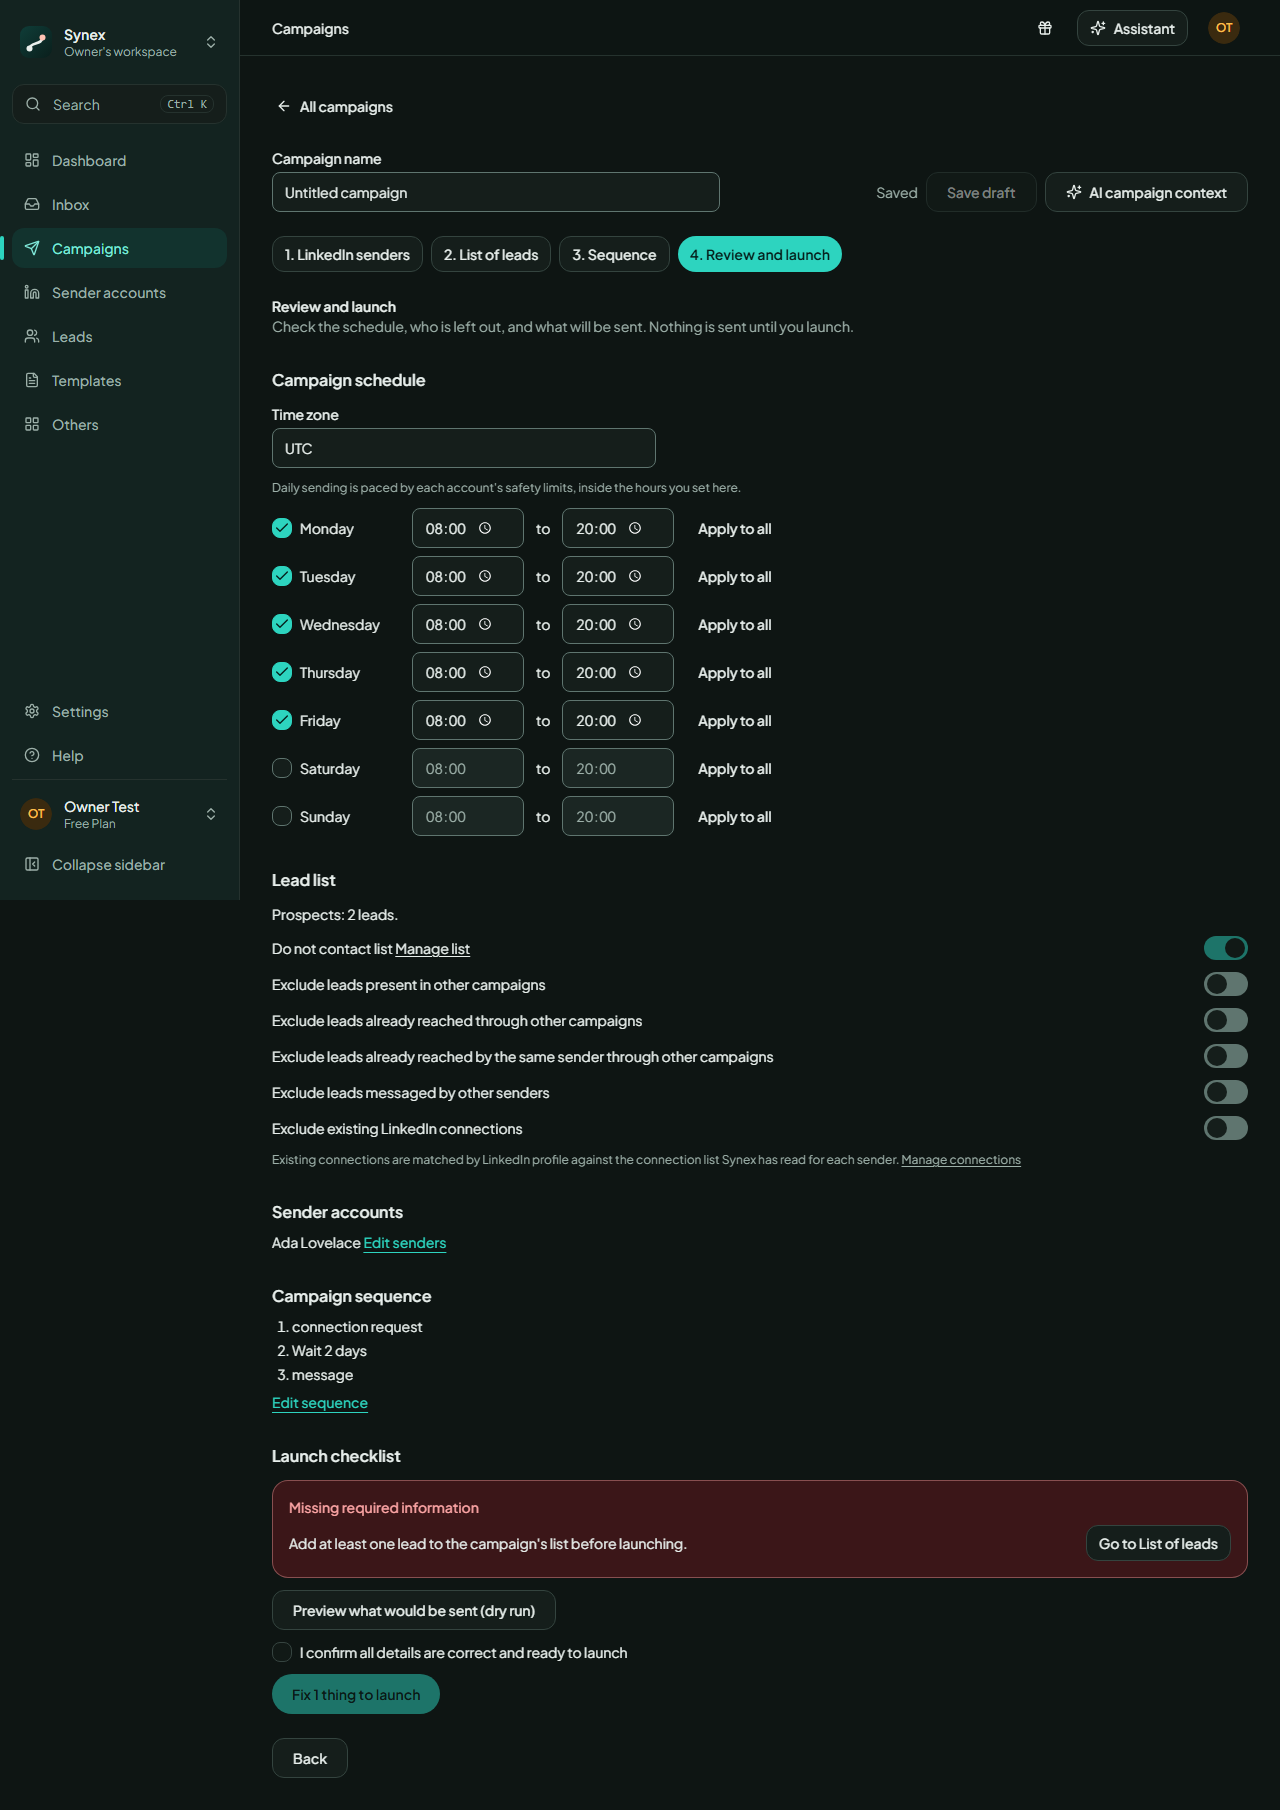 Synex
Owner's workspace
Search
Ctrl K
Dashboard
Inbox
Campaigns
Sender accounts
Leads
Templates
Others
Settings
Help
OT
Owner Test
Free Plan
Collapse sidebar
Campaigns
Assistant
OT
All campaigns
Campaign name
Untitled campaign
Saved
Save draft
AI campaign context
1. LinkedIn senders
2. List of leads
3. Sequence
4. Review and launch
Review and launch
Check the schedule, who is left out, and what will be sent. Nothing is sent until you launch.
Campaign schedule
Time zone
UTC
Daily sending is paced by each account's safety limits, inside the hours you set here.
Monday 08:00 to 20:00 Apply to all
Tuesday 08:00 to 20:00 Apply to all
Wednesday 08:00 to 20:00 Apply to all
Thursday 08:00 to 20:00 Apply to all
Friday 08:00 to 20:00 Apply to all
Saturday 08:00 to 20:00 Apply to all
Sunday 08:00 to 20:00 Apply to all
Lead list
Prospects: 2 leads.
Do not contact list Manage list
Exclude leads present in other campaigns
Exclude leads already reached through other campaigns
Exclude leads already reached by the same sender through other campaigns
Exclude leads messaged by other senders
Exclude existing LinkedIn connections
Existing connections are matched by LinkedIn profile against the connection list Synex has read for each sender. Manage connections
Sender accounts
Ada Lovelace Edit senders
Campaign sequence
1. connection request
2. Wait 2 days
3. message
Edit sequence
Launch checklist
Missing required information
Add at least one lead to the campaign's list before launching.
Go to List of leads
Preview what would be sent (dry run)
I confirm all details are correct and ready to launch
Fix 1 thing to launch
Back